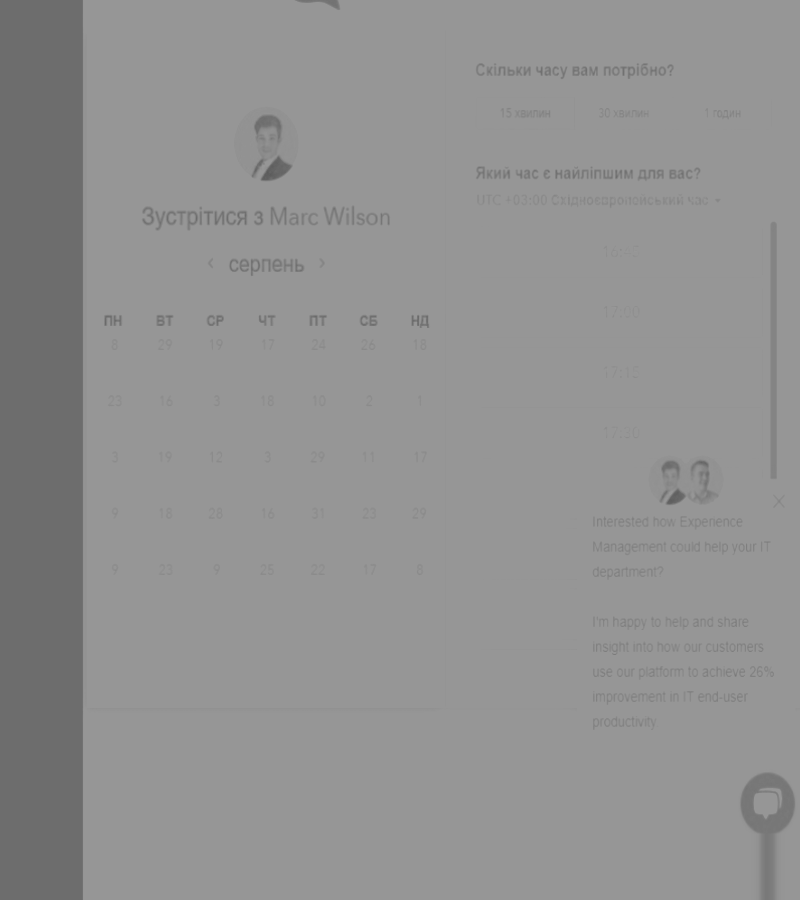 Зустрітися з Marc Wilson
‹ серпень ›
ПН ВТ СР ЧТ ПТ СБ НД
8 29 19 17 24 26 18
23 16 3 18 10 2 1
3 19 12 3 29 11 17
9 18 28 16 31 23 29
9 23 9 25 22 17 8
Скільки часу вам потрібно?
15 хвилин 30 хвилин 1 годин
Який час є найліпшим для вас?
UTC +03:00 Східноєвропейський час
16:45
17:00
17:15
17:30
Interested how Experience
Management could help your IT
department?
I'm happy to help and share
insight into how our customers
use our platform to achieve 26%
improvement in IT end-user
productivity